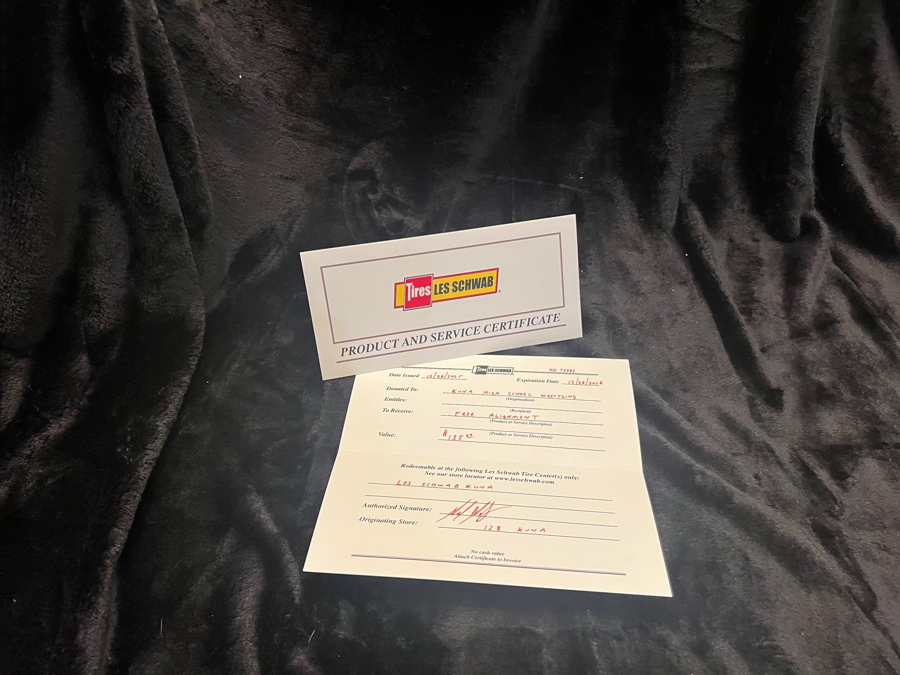 Tires LES SCHWAB
PRODUCT AND SERVICE CERTIFICATE
Tires LES SCHWAB
Date Issued
Expiration Date
Donated To: KUNA HIGH SCHOOL WRESTLING
(Organization)
Entitles:
(Recipient)
To Receive: FREE ALIGNMENT
(Product or Service Description)
Value: $135.00
(Product or Service Description)
Redeemable at the following Les Schwab Tire Center(s) only:
See our store locator at www.lesschwab.com
LES SCHWAB KUNA
Authorized Signature:
Originating Store: 128 KUNA
No cash value
Attach Certificate to Invoice